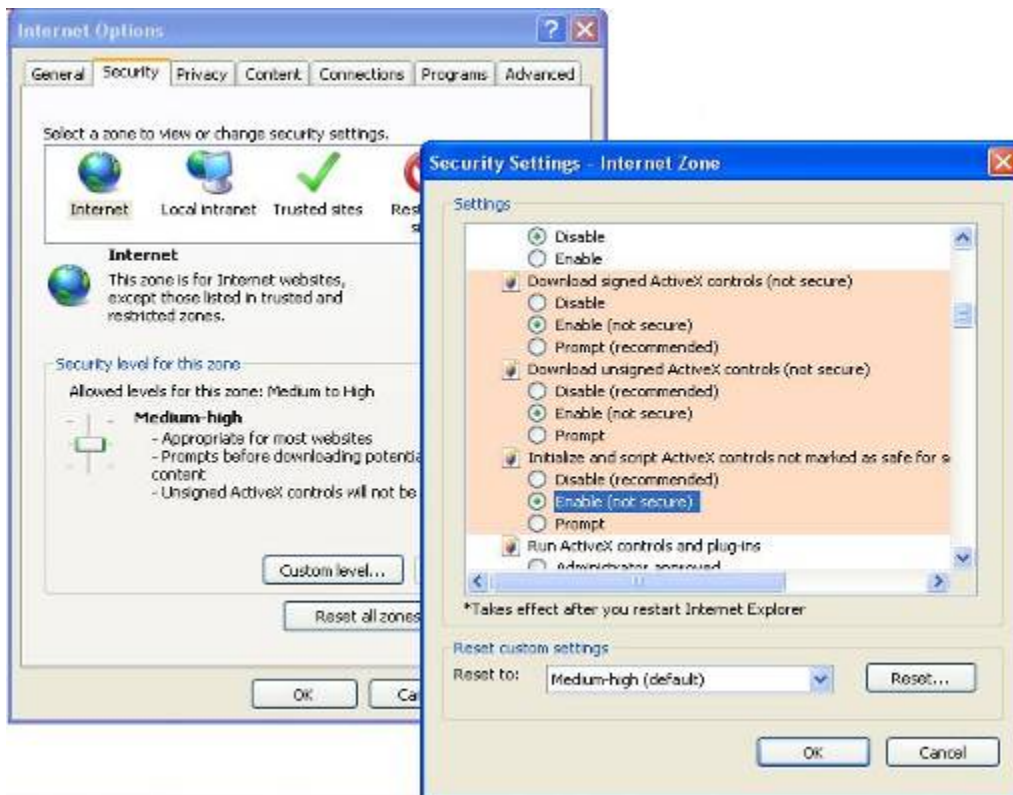 Internet Options
General Security Privacy Content Connections Programs Advanced
Select a zone to view or change security settings.
Internet Local intranet Trusted sites
Internet
This zone is for Internet websites,
except those listed in trusted and
restricted zones.
Security level for this zone
Allowed levels for this zone: Medium to High
Medium-high
- Appropriate for most websites
- Prompts before downloading
content
- Unsigned ActiveX controls will not be
Custom level...
Reset all zones
OK
Security Settings - Internet Zone
Settings
Disable
Enable
Download signed ActiveX controls (not secure)
Disable
Enable (not secure)
Prompt (recommended)
Download unsigned ActiveX controls (not secure)
Disable (recommended)
Enable (not secure)
Prompt
Initialize and script ActiveX controls not marked as safe for s
Disable (recommended)
Enable (not secure)
Prompt
Run ActiveX controls and plug-ins
Administrator approved
*Takes effect after you restart Internet Explorer
Reset custom settings
Reset to: Medium-high (default) Reset...
OK Cancel